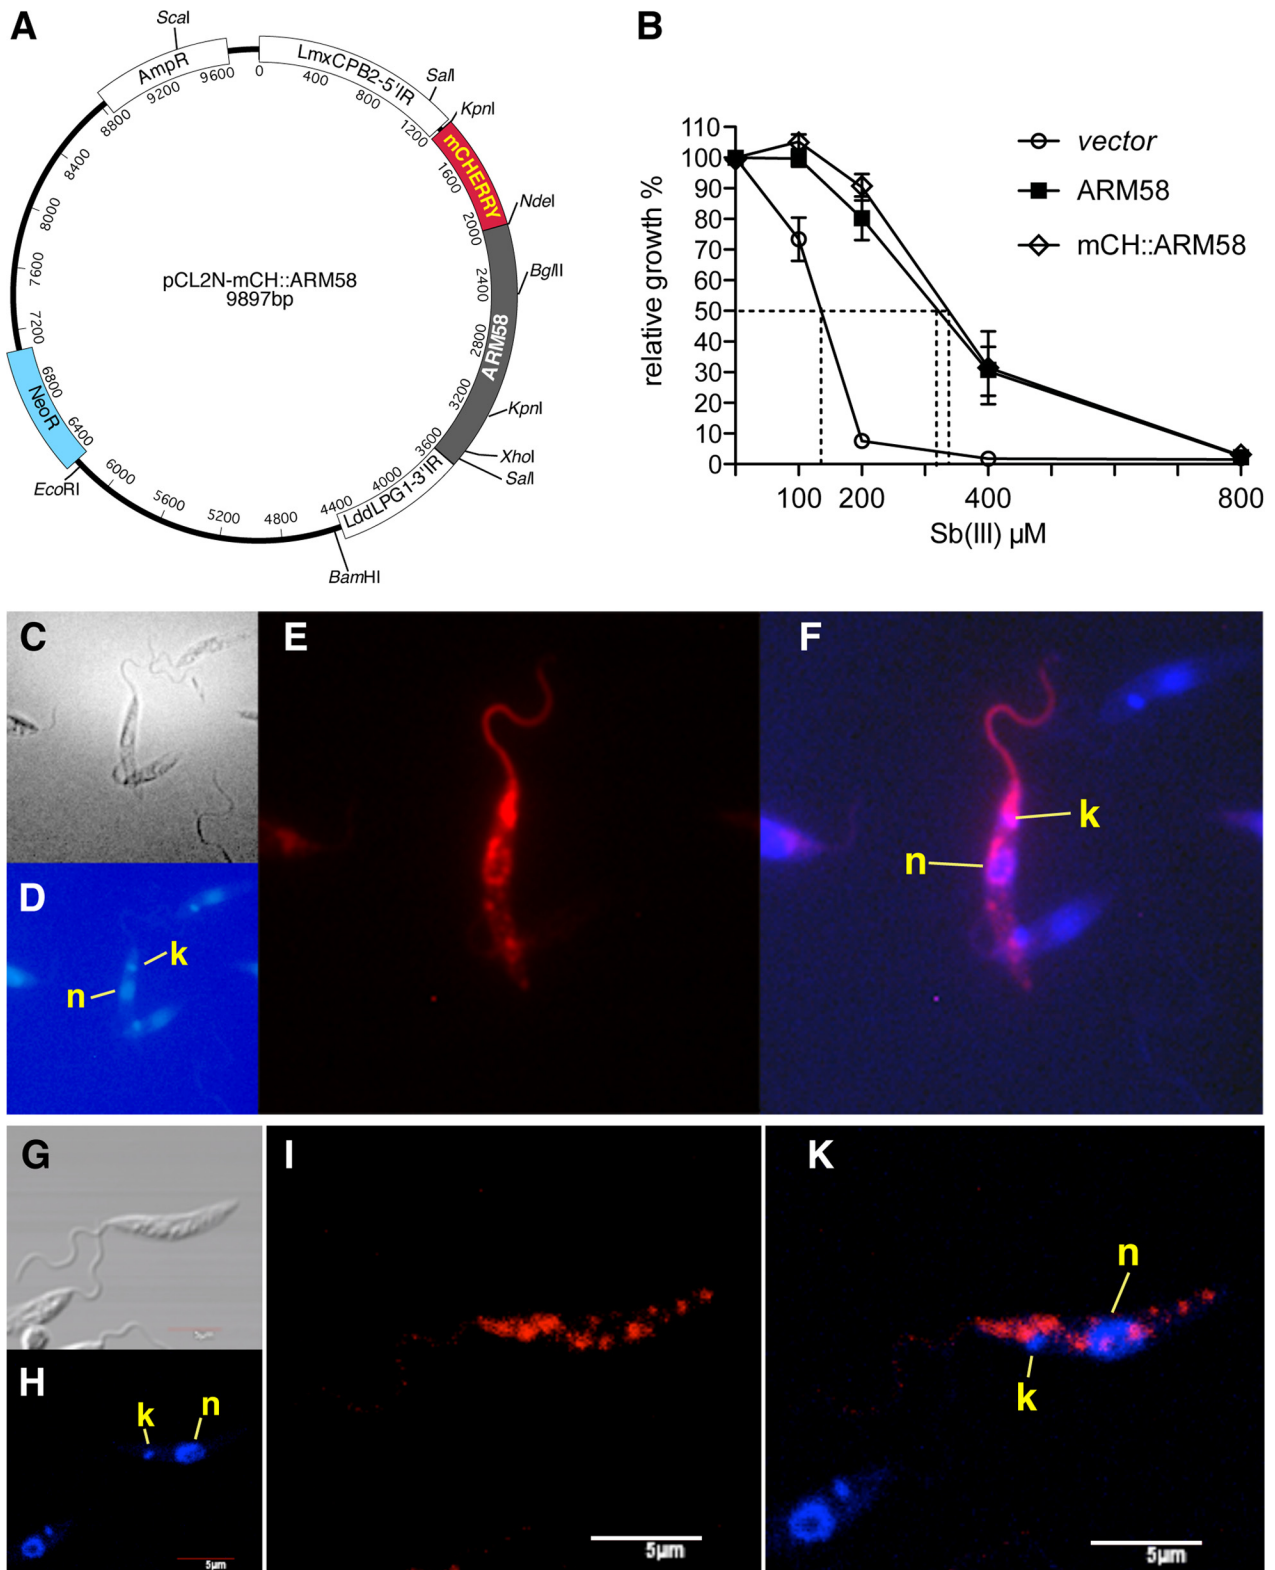 A
ScaI
AmpR
LmxCPB2-5'IR
SalI
KpnI
mCHERRY
NdeI
BglII
ARM58
KpnI
XhoI
SalI
LddLPG1-3'IR
BamHI
EcoRI
NeoR
0
400
800
1200
1600
2000
2400
2800
3200
3600
4000
4400
4800
5200
5600
6000
6400
6800
7200
7600
8000
8400
8800
9200
9600
pCL2N-mCH::ARM58
9897bp
B
relative growth %
110
100
90
80
70
60
50
40
30
20
10
0
100 200 400 800
Sb(III) µM
vector
ARM58
mCH::ARM58
C
D
k
n
E
F
k
n
G
5µm
H
k
n
5µm
I
5µm
K
n
k
5µm